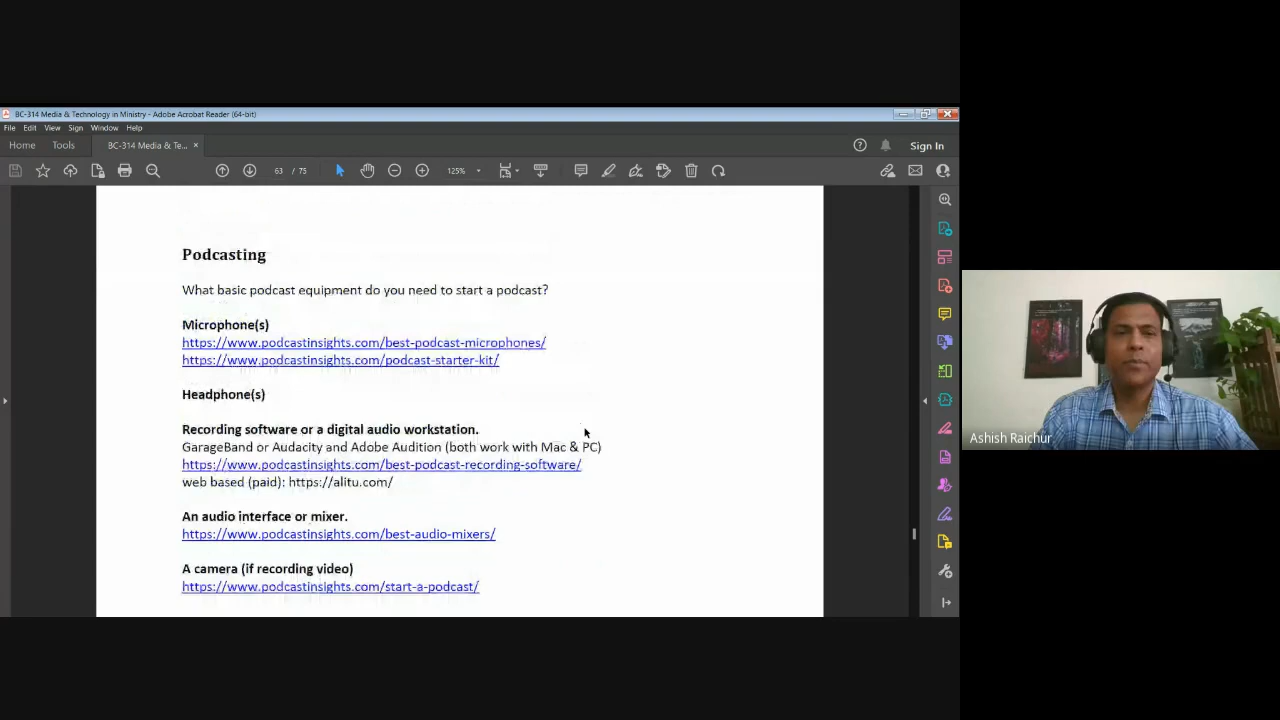 BC-314 Media & Technology in Ministry - Adobe Acrobat Reader (64-bit)
File Edit View Sign Window Help
Home Tools BC-314 Media & Te... × Sign In
63 / 75 125%
Podcasting
What basic podcast equipment do you need to start a podcast?
Microphone(s)
https://www.podcastinsights.com/best-podcast-microphones/
https://www.podcastinsights.com/podcast-starter-kit/
Headphone(s)
Recording software or a digital audio workstation.
GarageBand or Audacity and Adobe Audition (both work with Mac & PC)
https://www.podcastinsights.com/best-podcast-recording-software/
web based (paid): https://alitu.com/
An audio interface or mixer.
https://www.podcastinsights.com/best-audio-mixers/
A camera (if recording video)
https://www.podcastinsights.com/start-a-podcast/
Ashish Raichur